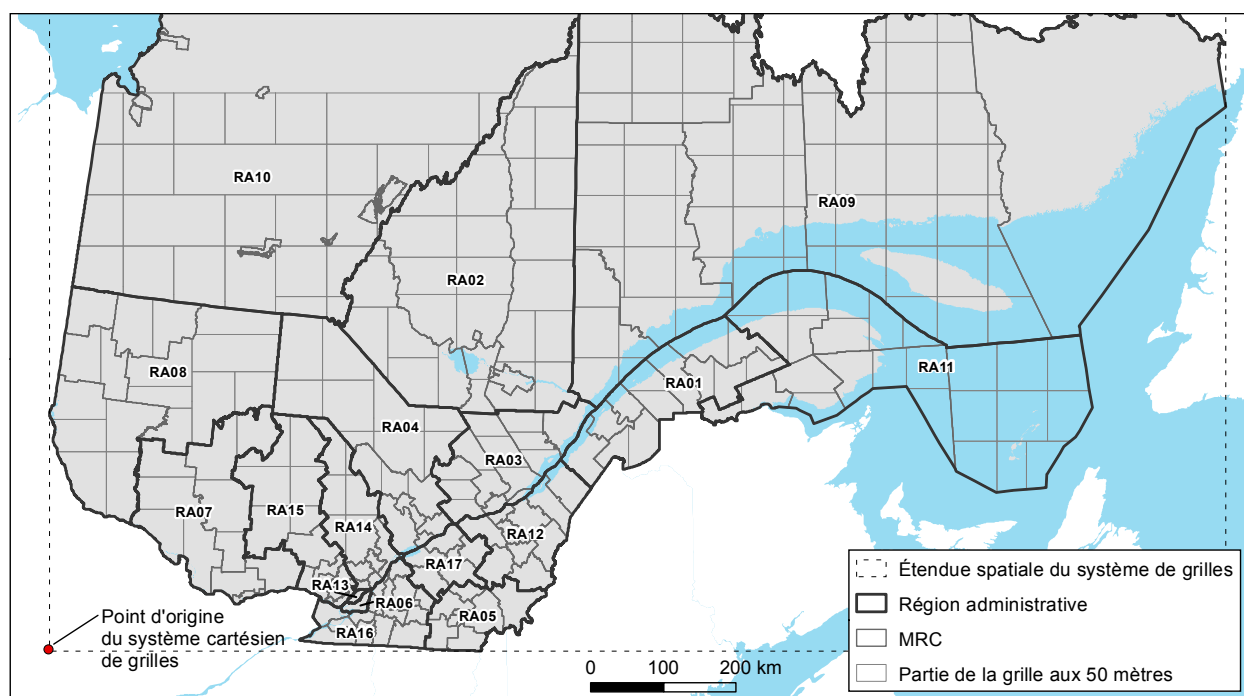 RA10
RA09
RA02
RA08
RA11
RA01
RA04
RA03
RA07
RA15
RA14
RA12
RA17
RA13
RA06
RA05
RA16
Point d'origine
du système cartésien
de grilles
0 100 200 km
Étendue spatiale du système de grilles
Région administrative
MRC
Partie de la grille aux 50 mètres